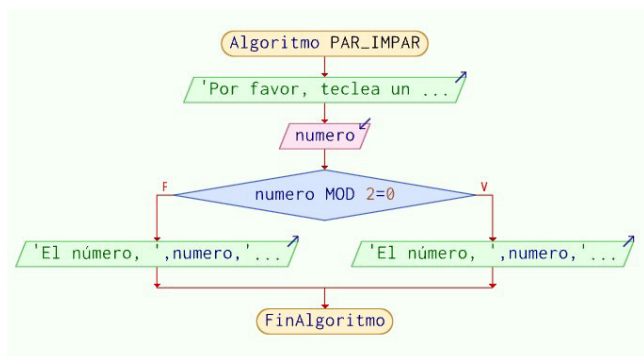 Algoritmo PAR_IMPAR
'Por favor, teclea un ...
numero
numero MOD 2=0
F
V
'El número, ',numero,'...
'El número, ',numero,'...
FinAlgoritmo